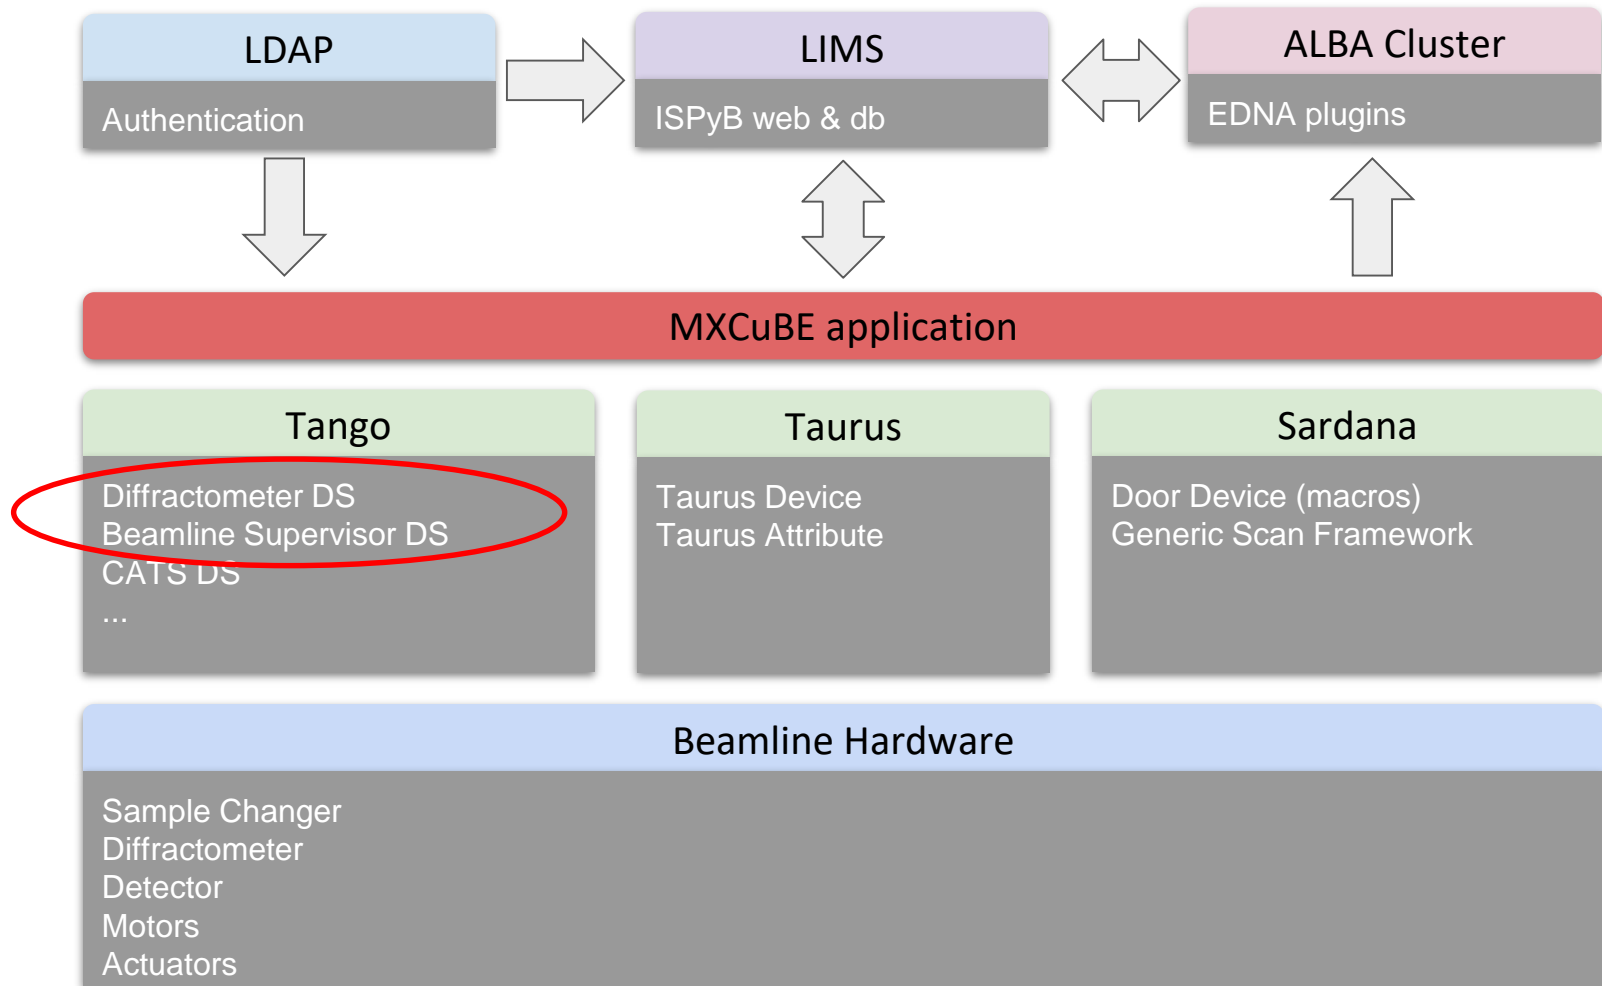 LDAP
Authentication
LIMS
ISPyB web & db
ALBA Cluster
EDNA plugins
MXCuBE application
Tango
Diffractometer DS
Beamline Supervisor DS
CATS DS
...
Taurus
Taurus Device
Taurus Attribute
Sardana
Door Device (macros)
Generic Scan Framework
Beamline Hardware
Sample Changer
Diffractometer
Detector
Motors
Actuators